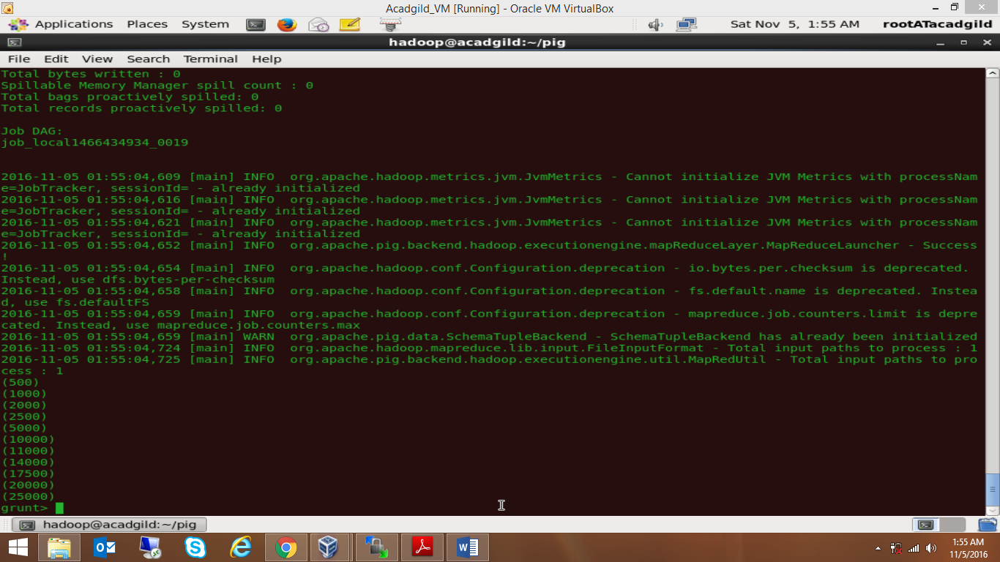 Acadgild_VM [Running] - Oracle VM VirtualBox
Applications Places System Sat Nov 5, 1:55 AM rootATacadgild
hadoop@acadgild:~/pig
File Edit View Search Terminal Help
Total bytes written : 0
Spillable Memory Manager spill count : 0
Total bags proactively spilled: 0
Total records proactively spilled: 0
Job DAG:
job_local1466434934_0019
2016-11-05 01:55:04,609 [main] INFO  org.apache.hadoop.metrics.jvm.JvmMetrics - Cannot initialize JVM Metrics with processNam
e=JobTracker, sessionId= - already initialized
2016-11-05 01:55:04,616 [main] INFO  org.apache.hadoop.metrics.jvm.JvmMetrics - Cannot initialize JVM Metrics with processNam
e=JobTracker, sessionId= - already initialized
2016-11-05 01:55:04,621 [main] INFO  org.apache.hadoop.metrics.jvm.JvmMetrics - Cannot initialize JVM Metrics with processNam
e=JobTracker, sessionId= - already initialized
2016-11-05 01:55:04,652 [main] INFO  org.apache.pig.backend.hadoop.executionengine.mapReduceLayer.MapReduceLauncher - Success
!
2016-11-05 01:55:04,654 [main] INFO  org.apache.hadoop.conf.Configuration.deprecation - io.bytes.per.checksum is deprecated.
Instead, use dfs.bytes-per-checksum
2016-11-05 01:55:04,658 [main] INFO  org.apache.hadoop.conf.Configuration.deprecation - fs.default.name is deprecated. Instea
d, use fs.defaultFS
2016-11-05 01:55:04,659 [main] INFO  org.apache.hadoop.conf.Configuration.deprecation - mapreduce.job.counters.limit is depre
cated. Instead, use mapreduce.job.counters.max
2016-11-05 01:55:04,659 [main] WARN  org.apache.pig.data.SchemaTupleBackend - SchemaTupleBackend has already been initialized
2016-11-05 01:55:04,724 [main] INFO  org.apache.hadoop.mapreduce.lib.input.FileInputFormat - Total input paths to process : 1
2016-11-05 01:55:04,725 [main] INFO  org.apache.pig.backend.hadoop.executionengine.util.MapRedUtil - Total input paths to pro
cess : 1
(500)
(1000)
(2000)
(2500)
(5000)
(10000)
(11000)
(14000)
(17500)
(20000)
(25000)
grunt>
hadoop@acadgild:~/pig
1:55 AM
11/5/2016